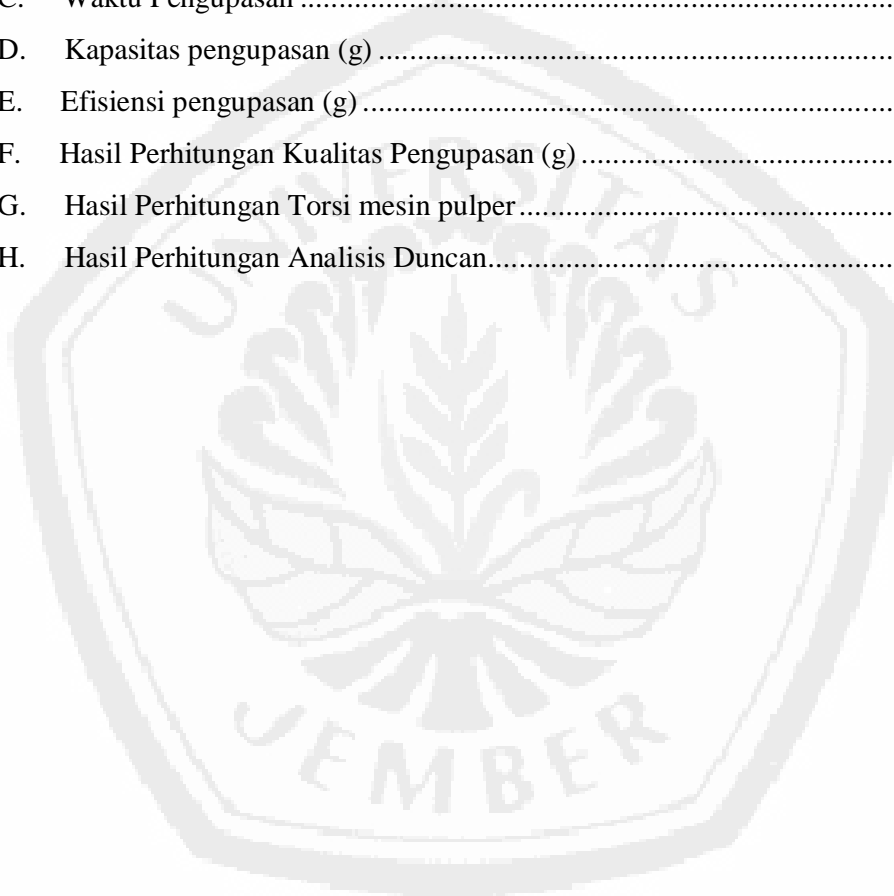 C. Waktu Pengupasan ........................................................................
D. Kapasitas pengupasan (g) ..............................................................
E. Efisiensi pengupasan (g) ................................................................
F. Hasil Perhitungan Kualitas Pengupasan (g) ........................................
G. Hasil Perhitungan Torsi mesin pulper ................................................
H. Hasil Perhitungan Analisis Duncan....................................................
UNIVERSITAS
JEMBER